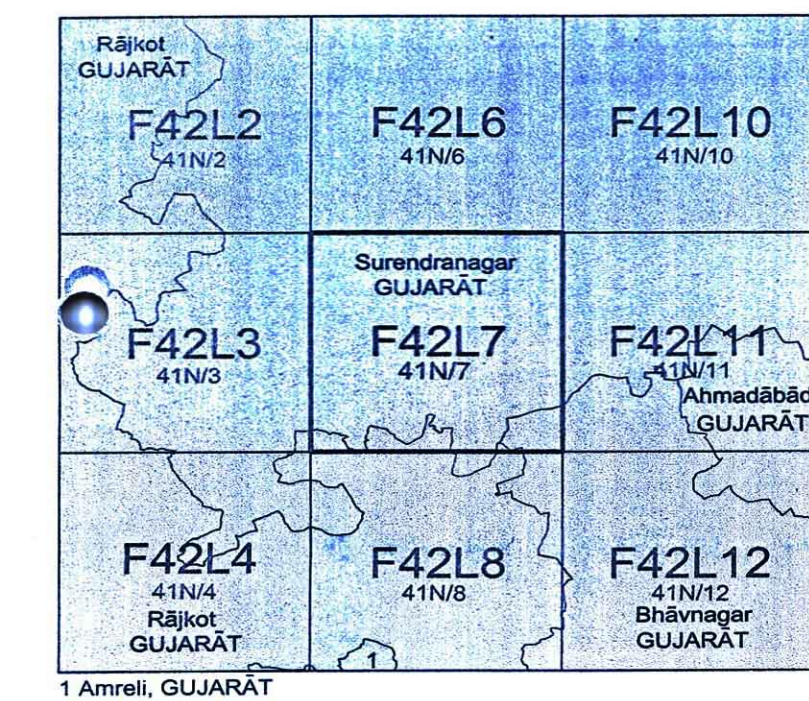 Rājkot
GUJARĀT
F42L2
41N/2
F42L6
41N/6
F42L10
41N/10
F42L3
41N/3
Surendranagar
GUJARĀT
F42L7
41N/7
F42L11
41N/11
Ahmadābād
GUJARĀT
F42L4
41N/4
Rājkot
GUJARĀT
F42L8
41N/8
1
F42L12
41N/12
Bhāvnagar
GUJARĀT
1 Amreli, GUJARĀT